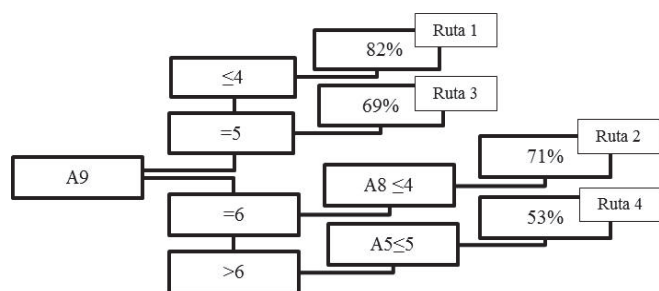 Ruta 1
82%
≤4
Ruta 3
69%
=5
Ruta 2
71%
A9
A8 ≤4
=6
Ruta 4
53%
A5≤5
>6